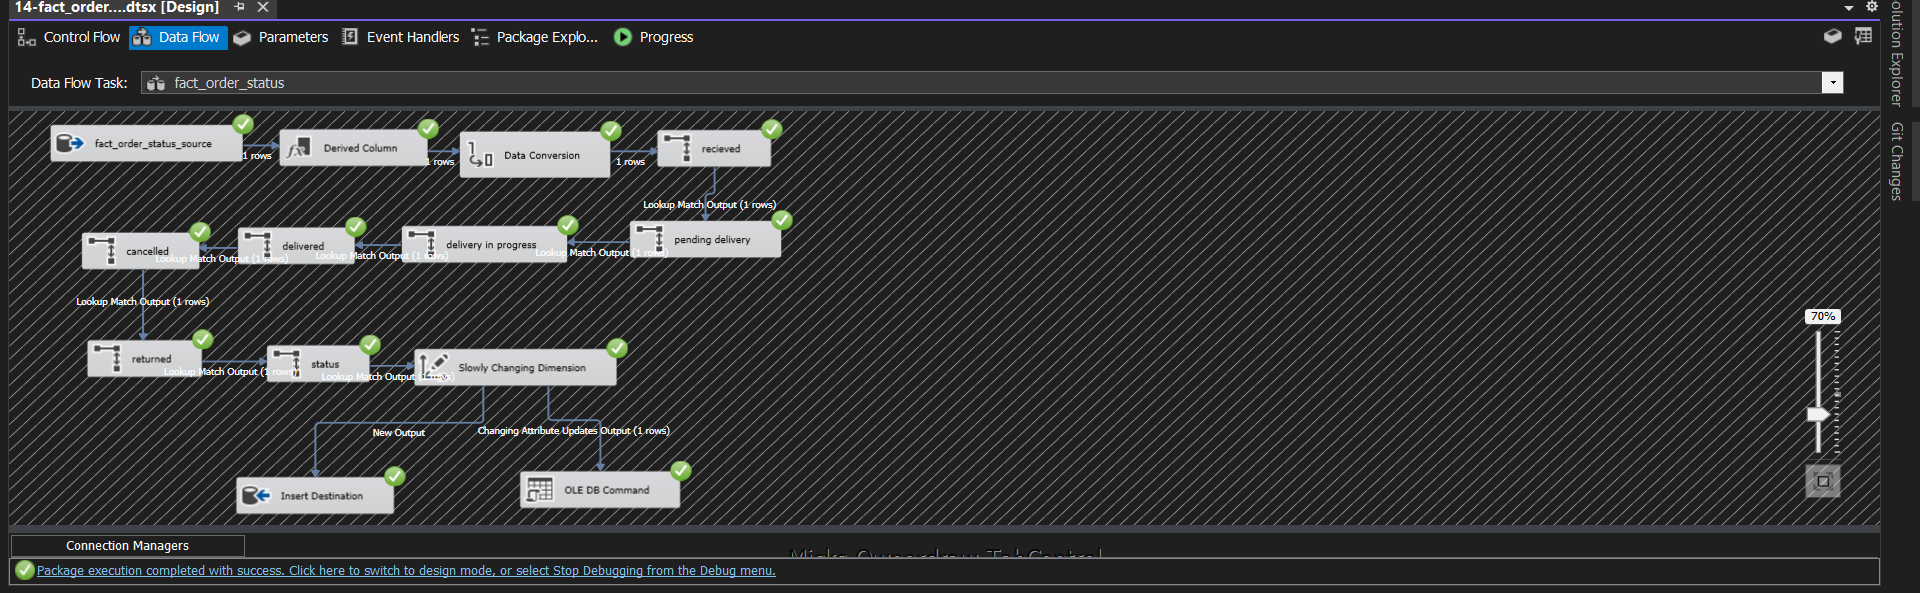 14-fact_order....dtsx [Design]
Control Flow Data Flow Parameters Event Handlers Package Explo... Progress
Data Flow Task: fact_order_status
fact_order_status_source
1 rows
Derived Column
1 rows
Data Conversion
1 rows
recieved
Lookup Match Output (1 rows)
pending delivery
Lookup Match Output (1 rows)
delivery in progress
Lookup Match Output (1 rows)
delivered
Lookup Match Output (1 rows)
cancelled
Lookup Match Output (1 rows)
returned
Lookup Match Output (1 rows)
status
Lookup Match Output (1 rows)
Slowly Changing Dimension
New Output
Changing Attribute Updates Output (1 rows)
Insert Destination
OLE DB Command
70%
Connection Managers
Package execution completed with success. Click here to switch to design mode, or select Stop Debugging from the Debug menu.
olution Explorer
Git Changes